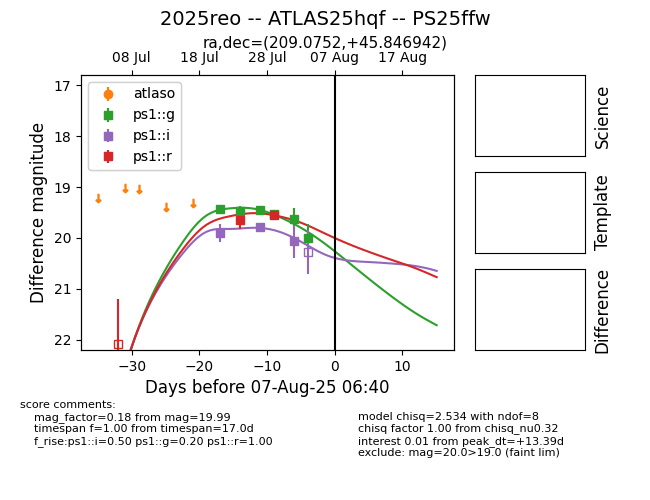 2025reo -- ATLAS25hqf -- PS25ffw
ra,dec=(209.0752,+45.846942)
08 Jul 18 Jul 28 Jul 07 Aug 17 Aug
17
18
19
20
21
22
Difference magnitude
atlaso
ps1::g
ps1::i
ps1::r
−30 −20 −10 0 10
Days before 07-Aug-25 06:40
Science
Template
Difference
score comments:
mag_factor=0.18 from mag=19.99
timespan f=1.00 from timespan=17.0d
f_rise:ps1::i=0.50 ps1::g=0.20 ps1::r=1.00
model chisq=2.534 with ndof=8
chisq factor 1.00 from chisq_nu0.32
interest 0.01 from peak_dt=+13.39d
exclude: mag=20.0>19.0 (faint lim)